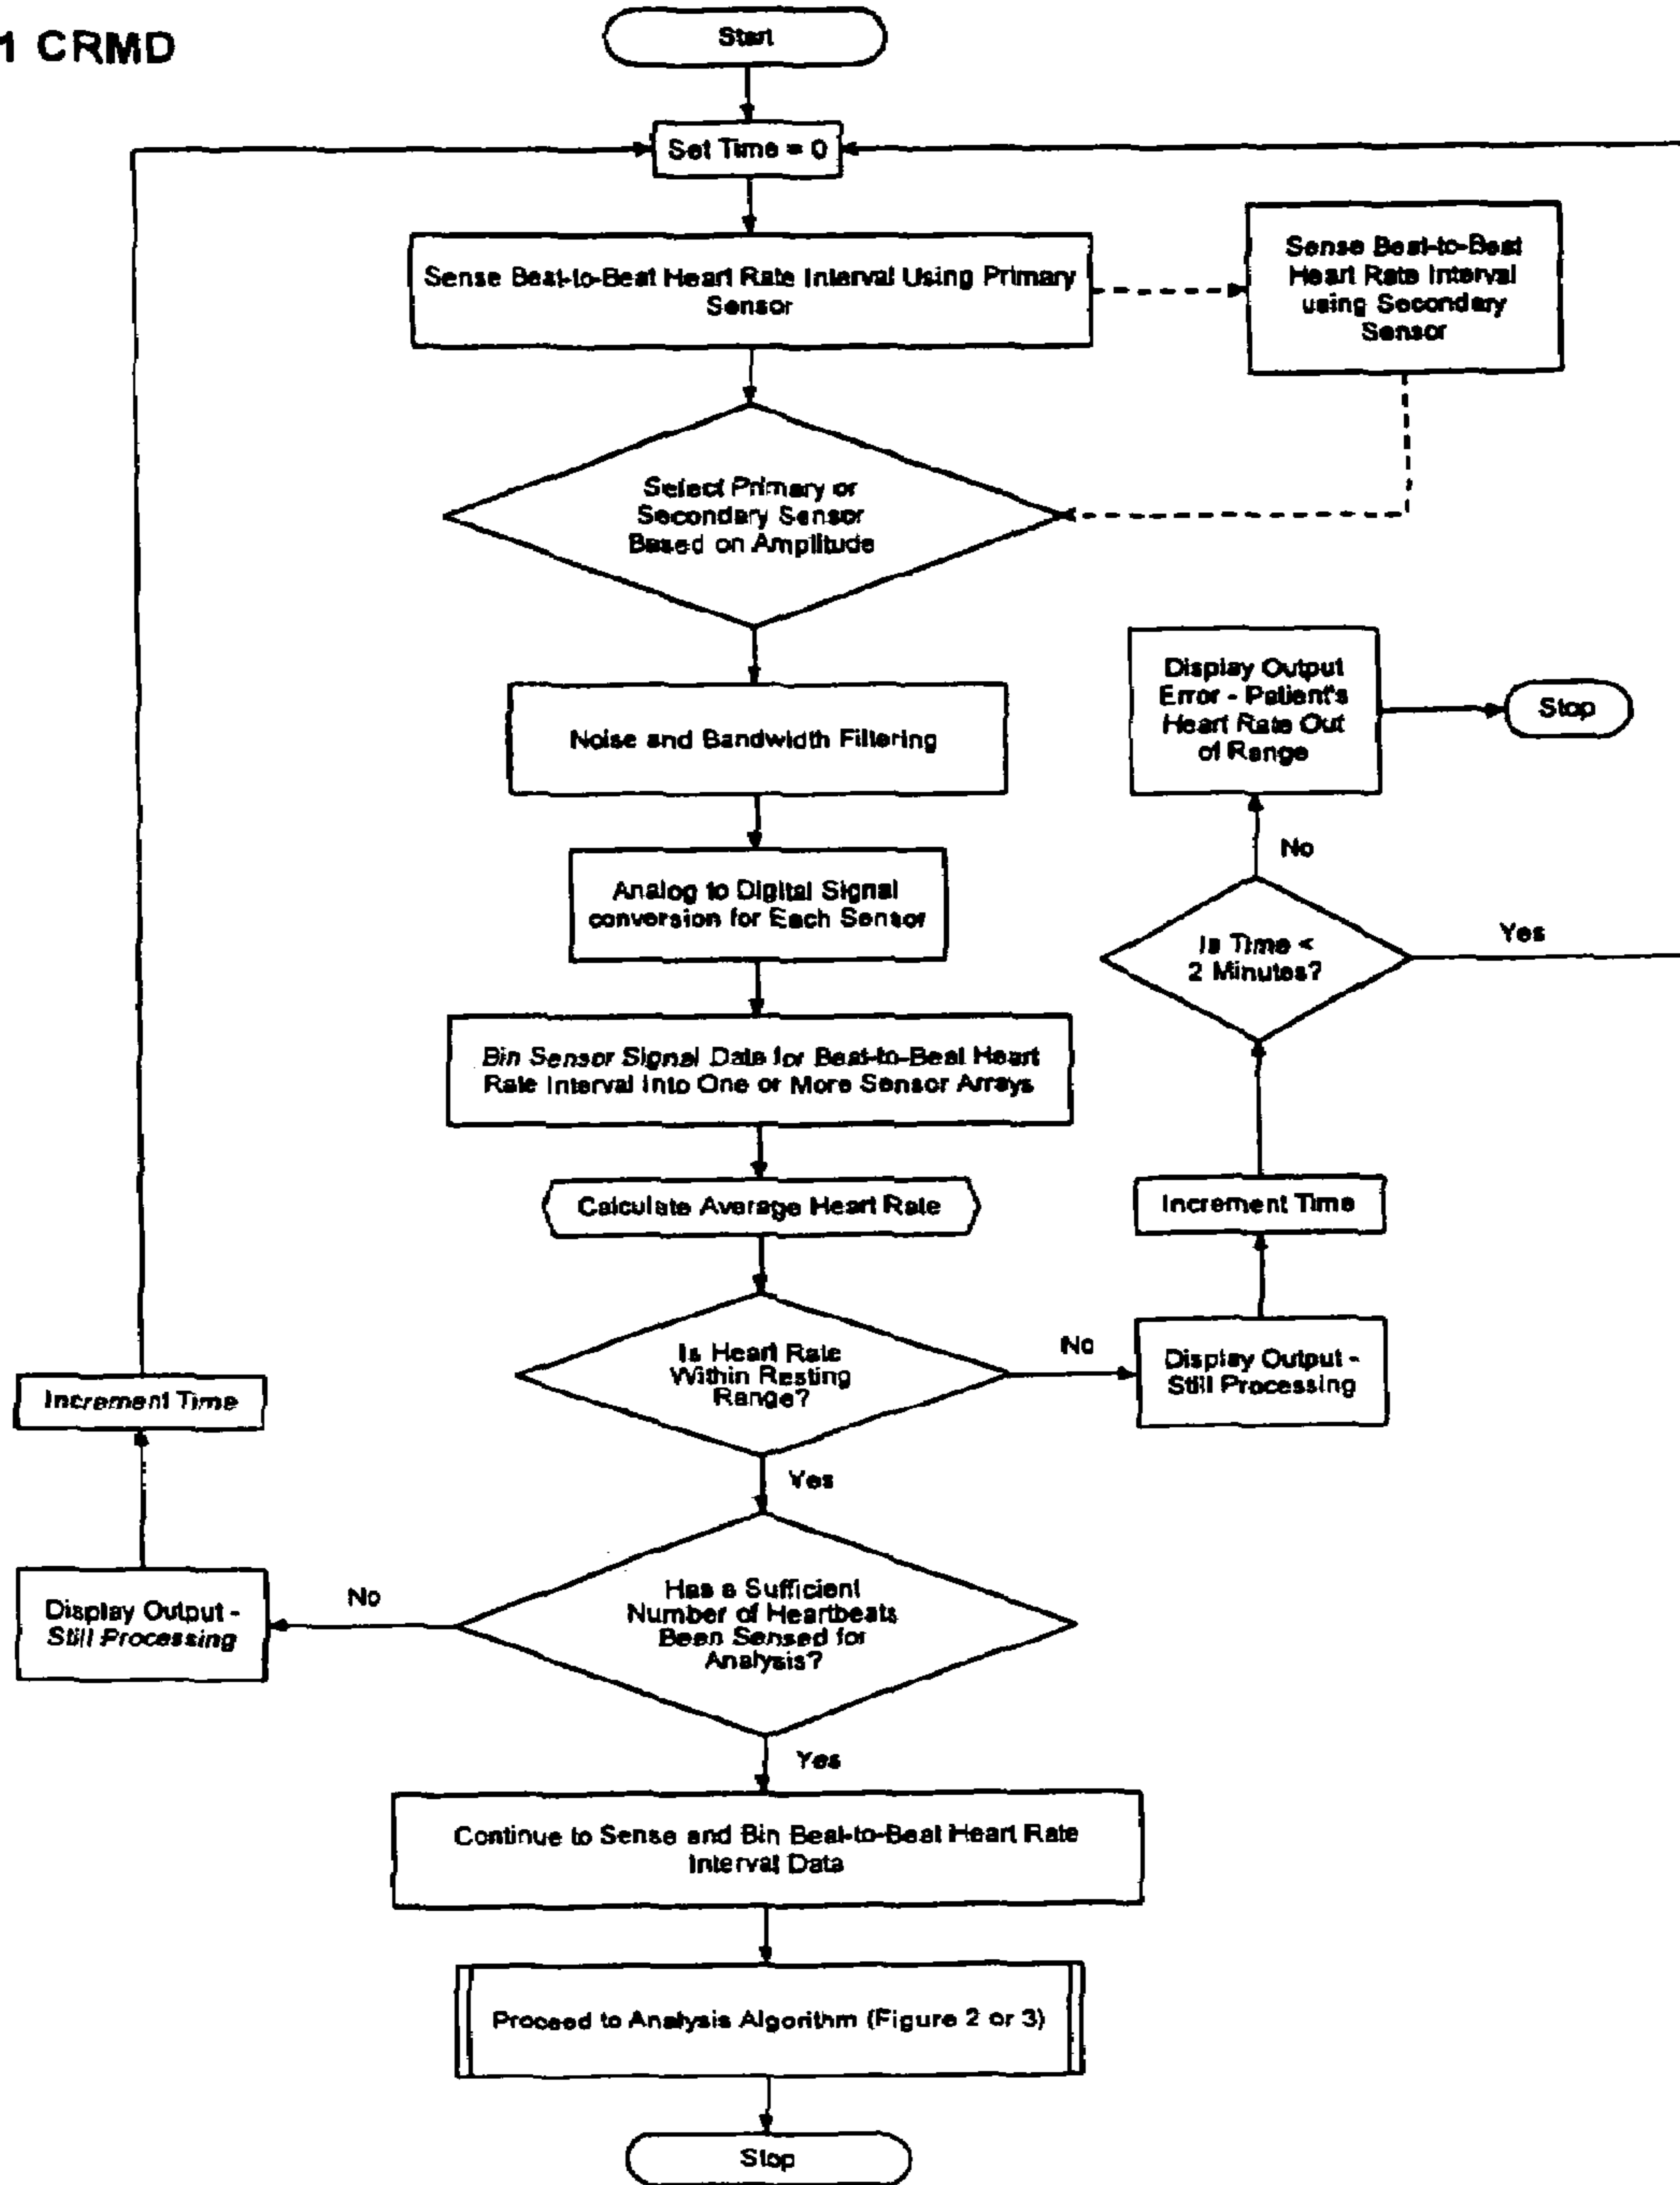 1 CRMD
Start
Set Time = 0
Sense Beat-to-Beat Heart Rate Interval Using Primary
Sensor
Sense Beat-to-Beat
Heart Rate Interval
using Secondary
Sensor
Select Primary or
Secondary Sensor
Based on Amplitude
Noise and Bandwidth Filtering
Display Output
Error - Patient's
Heart Rate Out
of Range
Stop
No
Analog to Digital Signal
conversion for Each Sensor
Is Time <
2 Minutes?
Yes
Bin Sensor Signal Data for Beat-to-Beat Heart
Rate Interval Into One or More Sensor Arrays
Calculate Average Heart Rate
Increment Time
Is Heart Rate
Within Resting
Range?
No
Display Output -
Still Processing
Increment Time
Yes
Has a Sufficient
Number of Heartbeats
Been Sensed for
Analysis?
No
Display Output -
Still Processing
Yes
Continue to Sense and Bin Beat-to-Beat Heart Rate
Interval Data
Proceed to Analysis Algorithm (Figure 2 or 3)
Stop